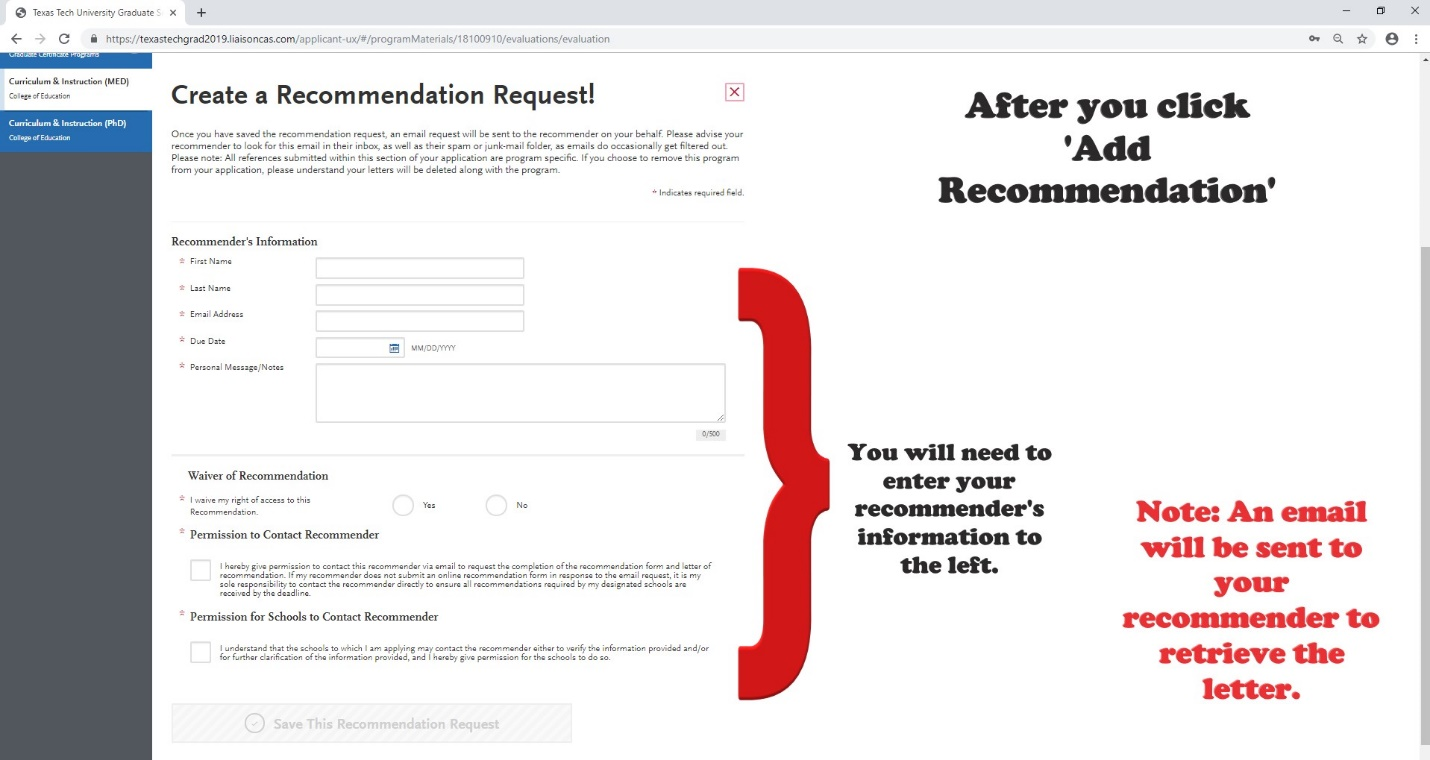 Texas Tech University Graduate S
https://texastechgrad2019.liaisoncas.com/applicant-ux/#/programMaterials/18100910/evaluations/evaluation
Graduate Certificate Programs
Curriculum & Instruction (MED)
College of Education
Curriculum & Instruction (PhD)
College of Education
Create a Recommendation Request!
Once you have saved the recommendation request, an email request will be sent to the recommender on your behalf. Please advise your
recommender to look for this email in their inbox, as well as their spam or junk-mail folder, as emails do occasionally get filtered out.
Please note: All references submitted within this section of your application are program specific. If you choose to remove this program
from your application, please understand your letters will be deleted along with the program.
* Indicates required field.
Recommender's Information
* First Name
* Last Name
* Email Address
* Due Date
MM/DD/YYYY
* Personal Message/Notes
0/500
Waiver of Recommendation
* I waive my right of access to this
Recommendation.
Yes
No
* Permission to Contact Recommender
I hereby give permission to contact this recommender via email to request the completion of the recommendation form and letter of
recommendation. If my recommender does not submit an online recommendation form in response to the email request, it is my
sole responsibility to contact the recommender directly to ensure all recommendations required by my designated schools are
received by the deadline.
* Permission for Schools to Contact Recommender
I understand that the schools to which I am applying may contact the recommender either to verify the information provided and/or
for further clarification of the information provided, and I hereby give permission for the schools to do so.
Save This Recommendation Request
After you click
'Add
Recommendation'
You will need to
enter your
recommender's
information to
the left.
Note: An email
will be sent to
your
recommender to
retrieve the
letter.